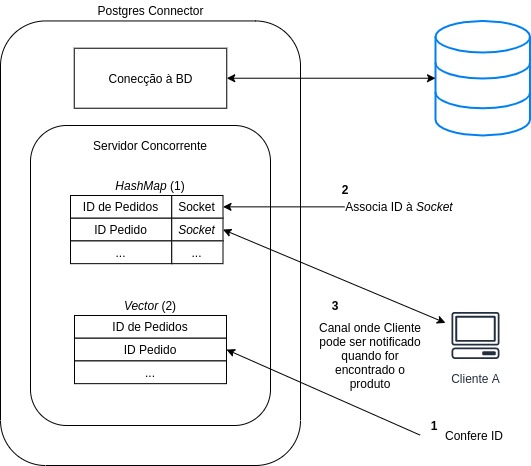 Postgres Connector
Conecção à BD
Servidor Concorrente
HashMap (1)
ID de Pedidos Socket
ID Pedido Socket
... ...
2
Associa ID à Socket
Vector (2)
ID de Pedidos
ID Pedido
...
3
Canal onde Cliente
pode ser notificado
quando for
encontrado o
produto
Cliente A
1
Confere ID